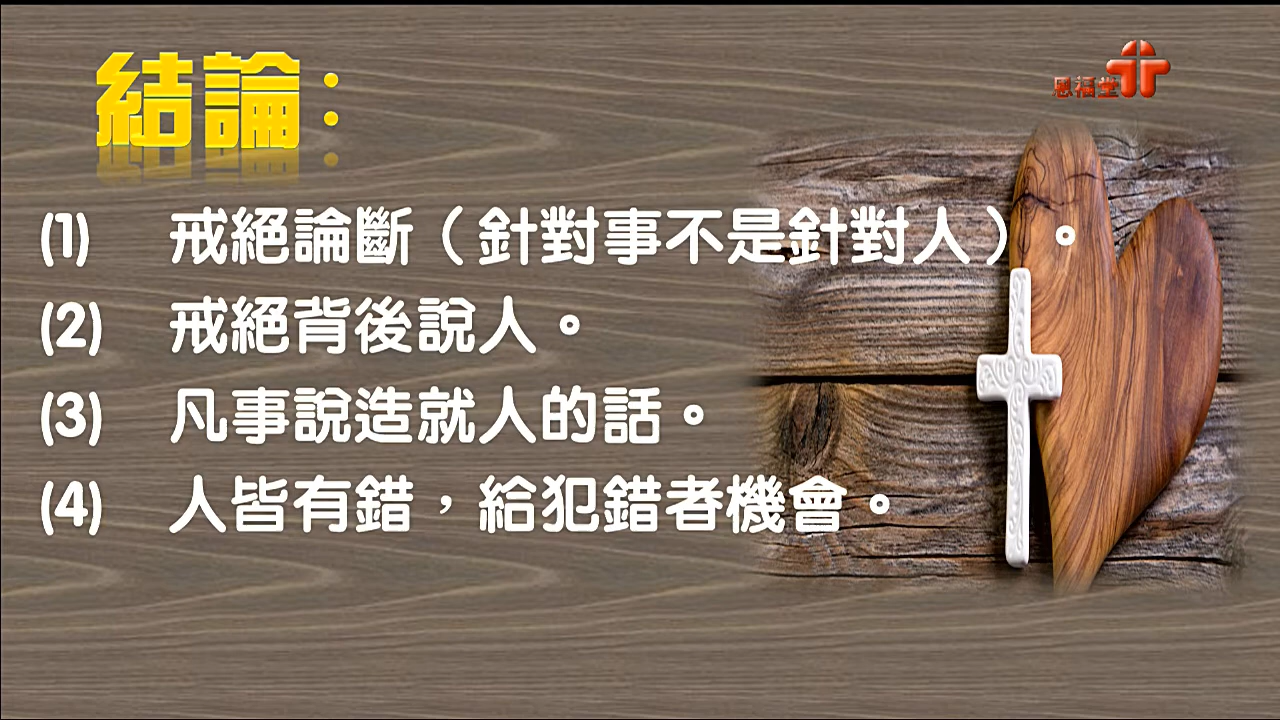 結論：
恩福堂
(1) 戒絕論斷（針對事不是針對人）。
(2) 戒絕背後說人。
(3) 凡事說造就人的話。
(4) 人皆有錯，給犯錯者機會。